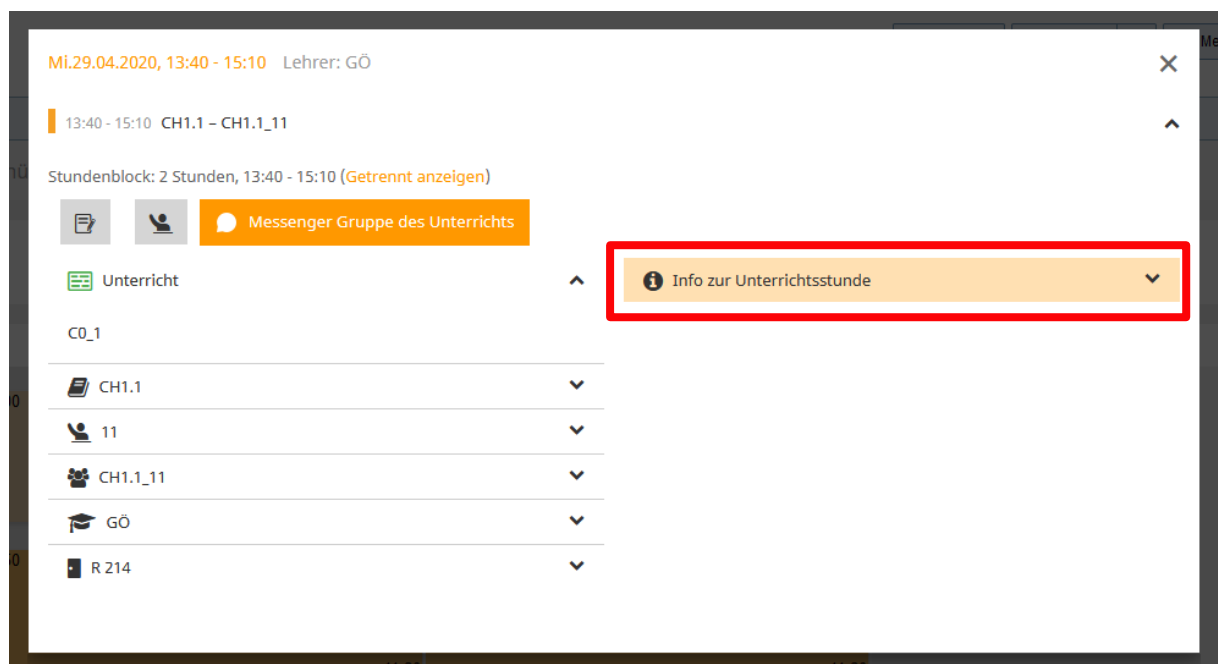 Me
Mi.29.04.2020, 13:40 - 15:10 Lehrer: GÖ
13:40 - 15:10 CH1.1 – CH1.1_11
Stundenblock: 2 Stunden, 13:40 - 15:10 (Getrennt anzeigen)
Messenger Gruppe des Unterrichts
Unterricht
Info zur Unterrichtsstunde
C0_1
CH1.1
11
CH1.1_11
GÖ
R 214